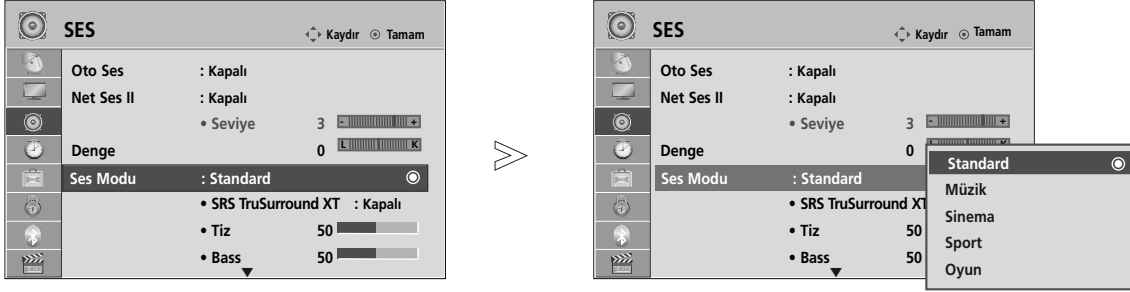 SES
Kaydır Tamam
Oto Ses : Kapalı
Net Ses II : Kapalı
• Seviye 3 - +
Denge 0 L K
Ses Modu : Standard
• SRS TruSurround XT : Kapalı
• Tiz 50
• Bass 50
SES
Kaydır Tamam
Oto Ses : Kapalı
Net Ses II : Kapalı
• Seviye 3 - +
Denge 0
Ses Modu : Standard
• SRS TruSurround XT
• Tiz 50
• Bass 50
Standard
Müzik
Sinema
Sport
Oyun